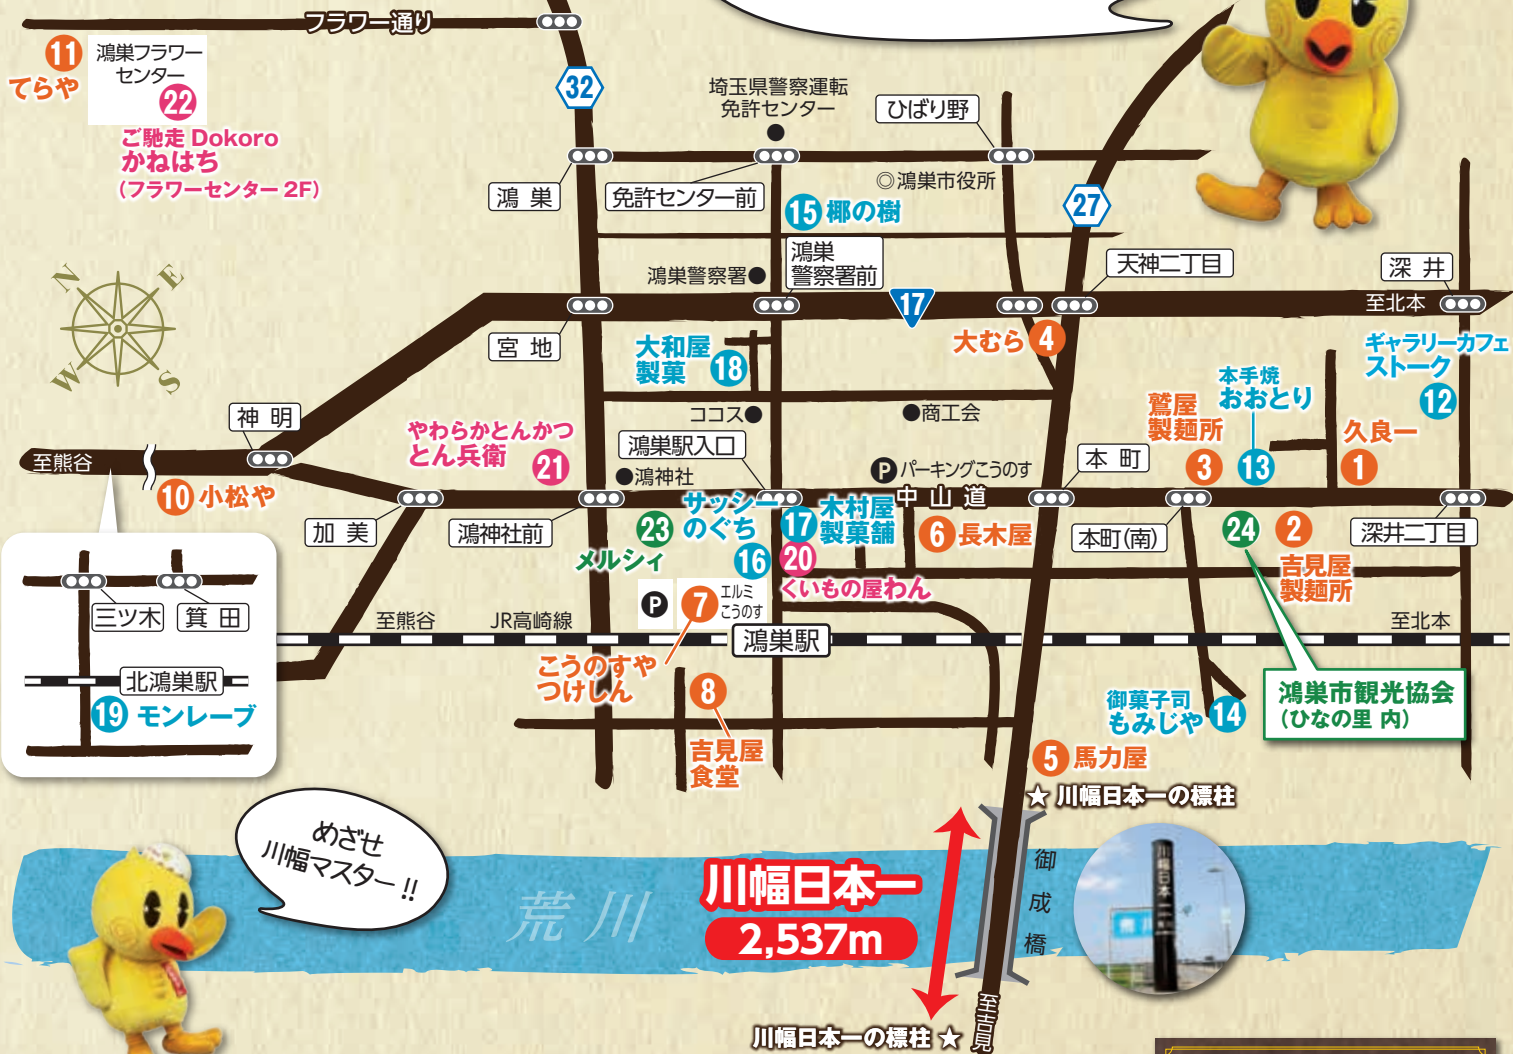 フラワー通り
11
てらや
鴻巣フラワー
センター
22
ご馳走 Dokoro
かねはち
(フラワーセンター 2F)
32
埼玉県警察運転
免許センター
ひばり野
鴻巣
免許センター前
◎鴻巣市役所
27
15 椰の樹
鴻巣
警察署前
鴻巣警察署
天神二丁目
深井
17
至北本
N
E
W
S
宮地
大和屋
製菓
18
大むら 4
ギャラリーカフェ
ストーク
12
本手焼
おおとり
13
鷲屋
製麺所
3
久良一
1
神明
至熊谷
10 小松や
やわらかとんかつ
とん兵衛
21
ココス
商工会
鴻巣駅入口
鴻神社
P パーキングこうのす
中山道
本町
加美
鴻神社前
23
メルシィ
サッシー
のぐち
16
17 木村屋
製菓舗
20
くいもの屋わん
6 長木屋
本町(南)
24
2
吉見屋
製麺所
深井二丁目
三ツ木
箕田
北鴻巣駅
19 モンレーブ
至熊谷
JR高崎線
P
7
エルミ
こうのす
鴻巣駅
至北本
こうのすや
つけしん
8
吉見屋
食堂
御菓子司
もみじや
14
鴻巣市観光協会
(ひなの里 内)
5 馬力屋
★ 川幅日本一の標柱
めざせ
川幅マスター!!
荒川
川幅日本一
2,537m
御成橋
川幅日本一
至吉見
川幅日本一の標柱 ★